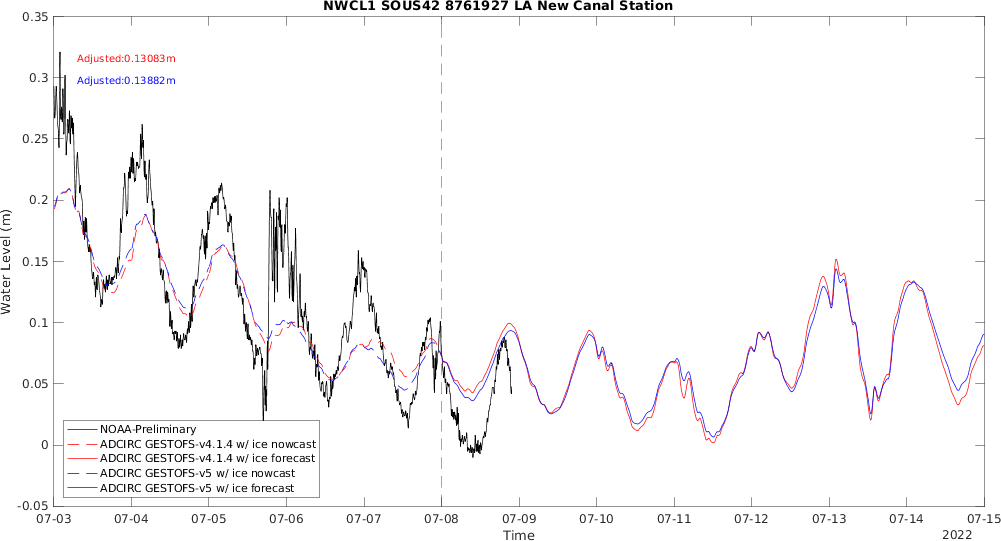 NWCL1 SOUS42 8761927 LA New Canal Station
Adjusted:0.13083m
Adjusted:0.13882m
Water Level (m)
0.35
0.3
0.25
0.2
0.15
0.1
0.05
0
-0.05
NOAA-Preliminary
ADCIRC GESTOFS-v4.1.4 w/ ice nowcast
ADCIRC GESTOFS-v4.1.4 w/ ice forecast
ADCIRC GESTOFS-v5 w/ ice nowcast
ADCIRC GESTOFS-v5 w/ ice forecast
07-03 07-04 07-05 07-06 07-07 07-08 07-09 07-10 07-11 07-12 07-13 07-14 07-15
Time
2022